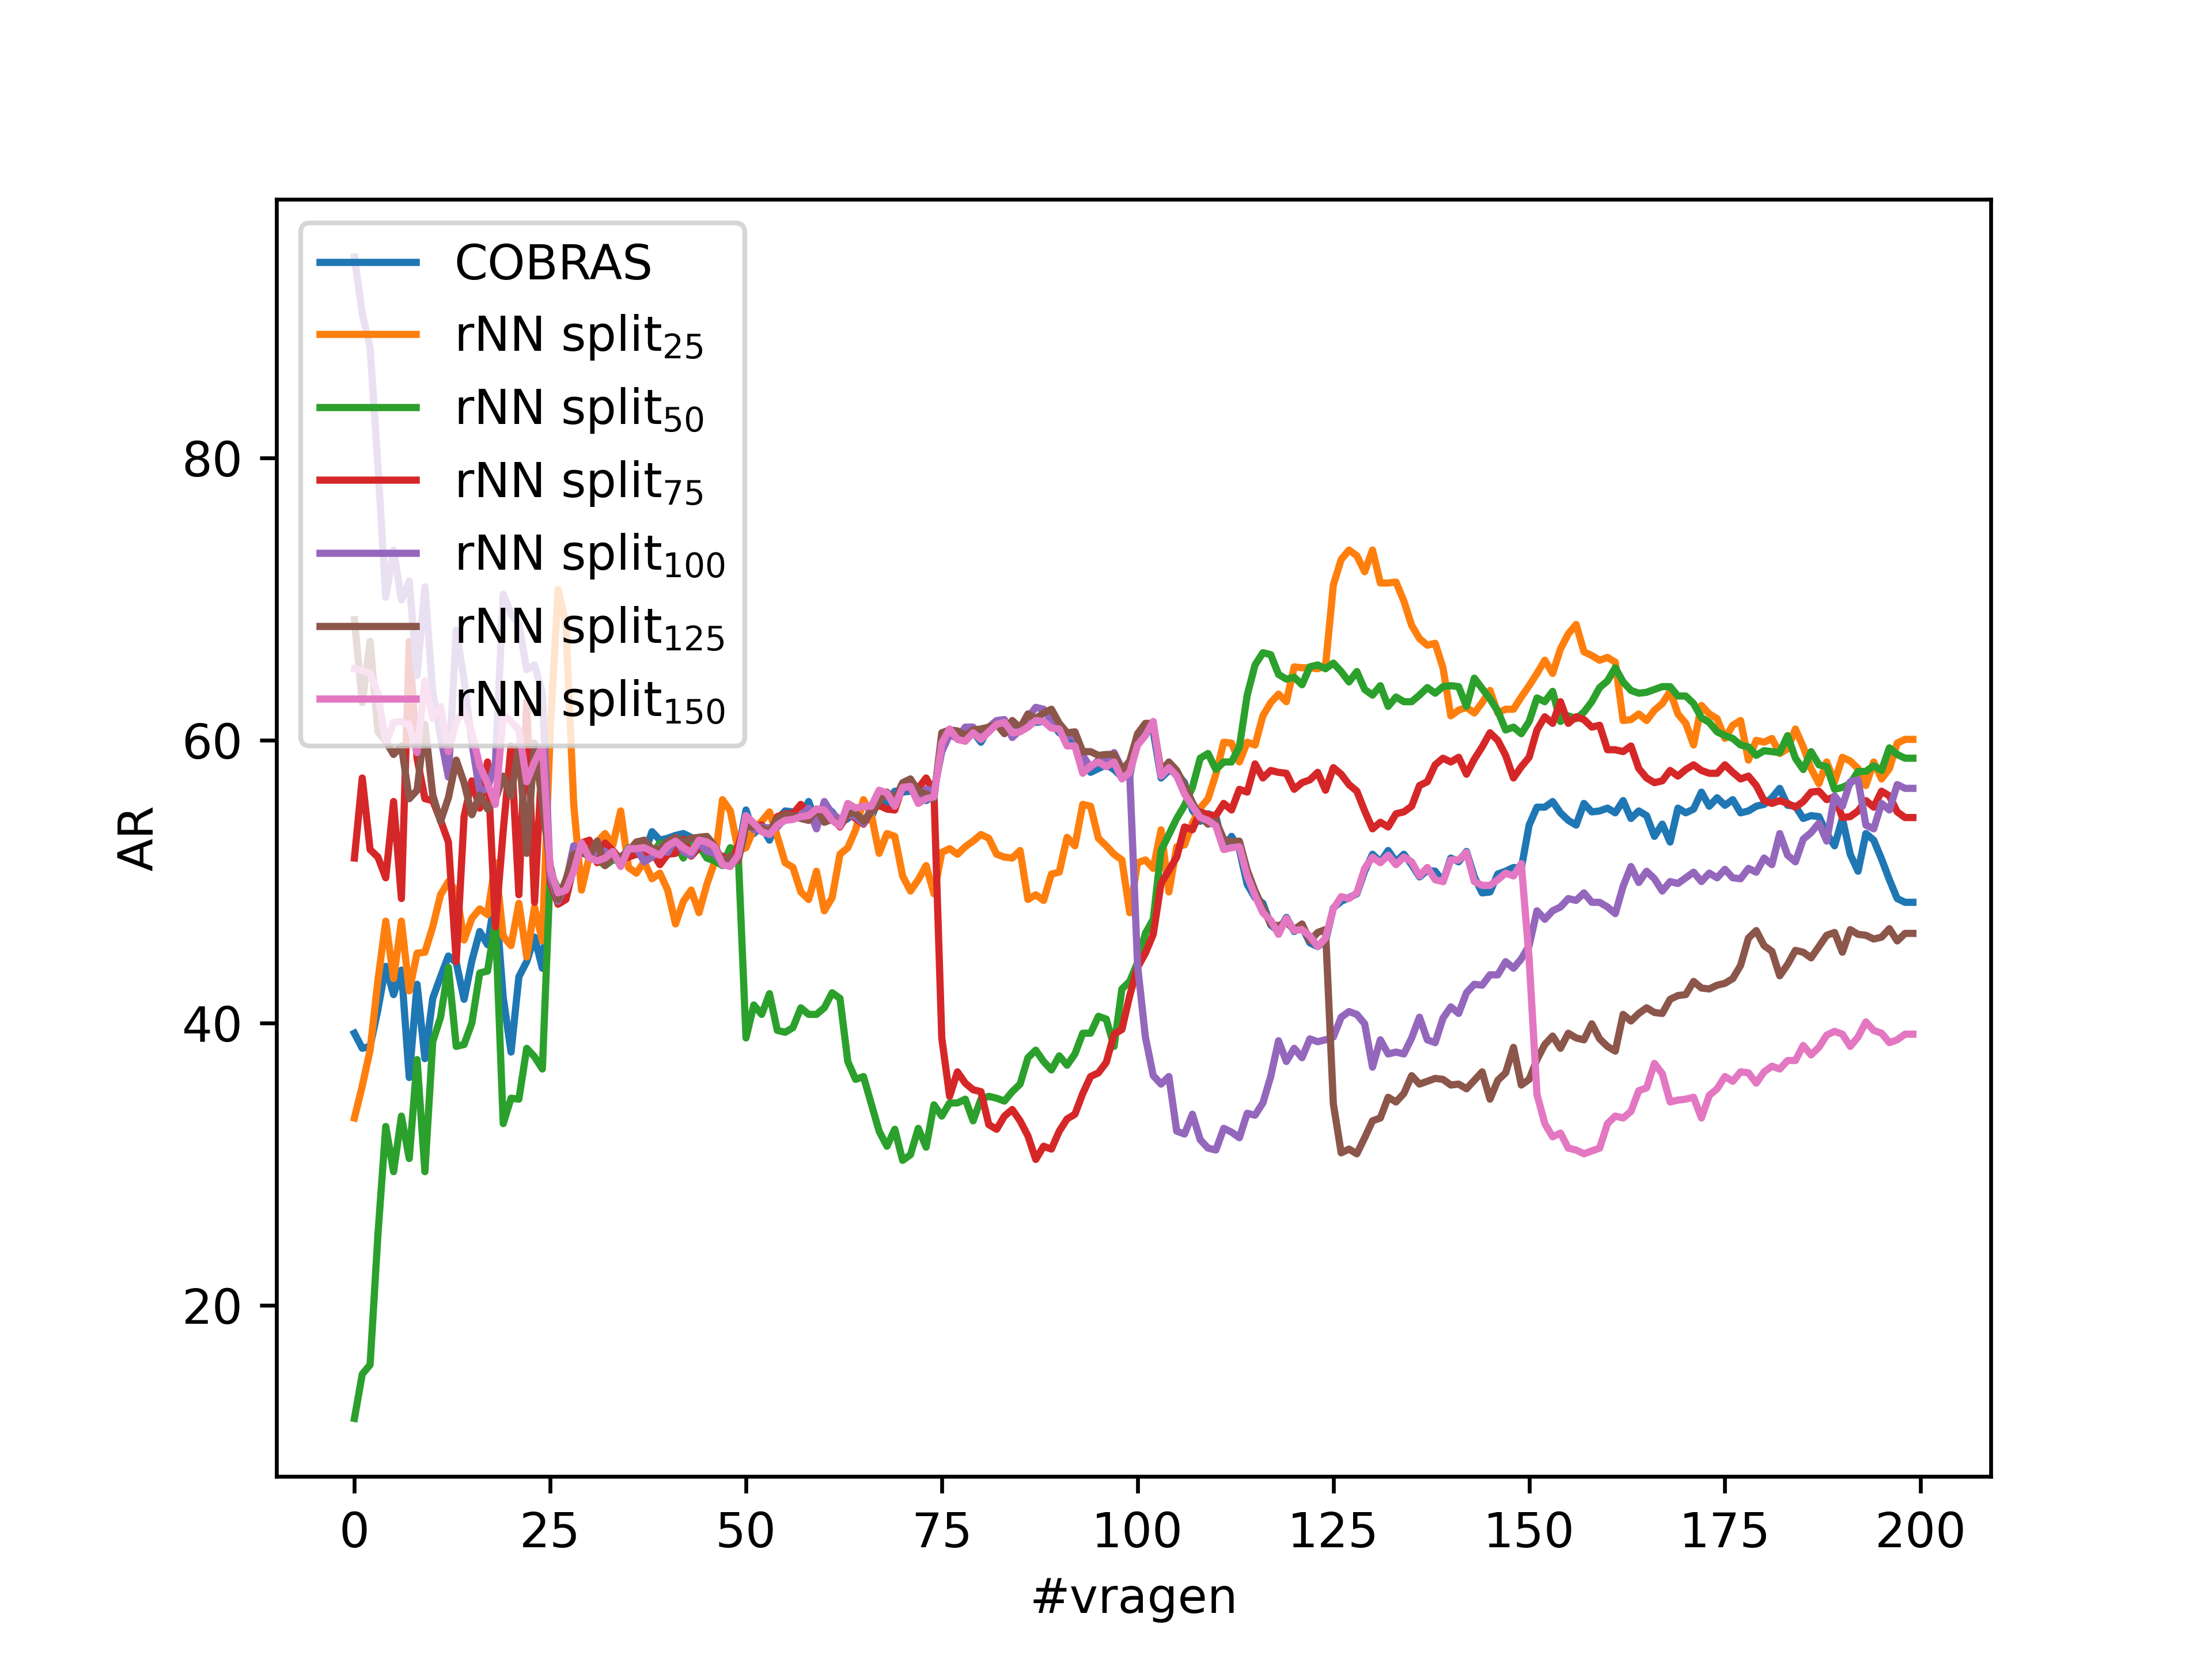 COBRAS
rNN split25
rNN split50
rNN split75
rNN split100
rNN split125
rNN split150
80
60
40
20
AR
0 25 50 75 100 125 150 175 200
#vragen